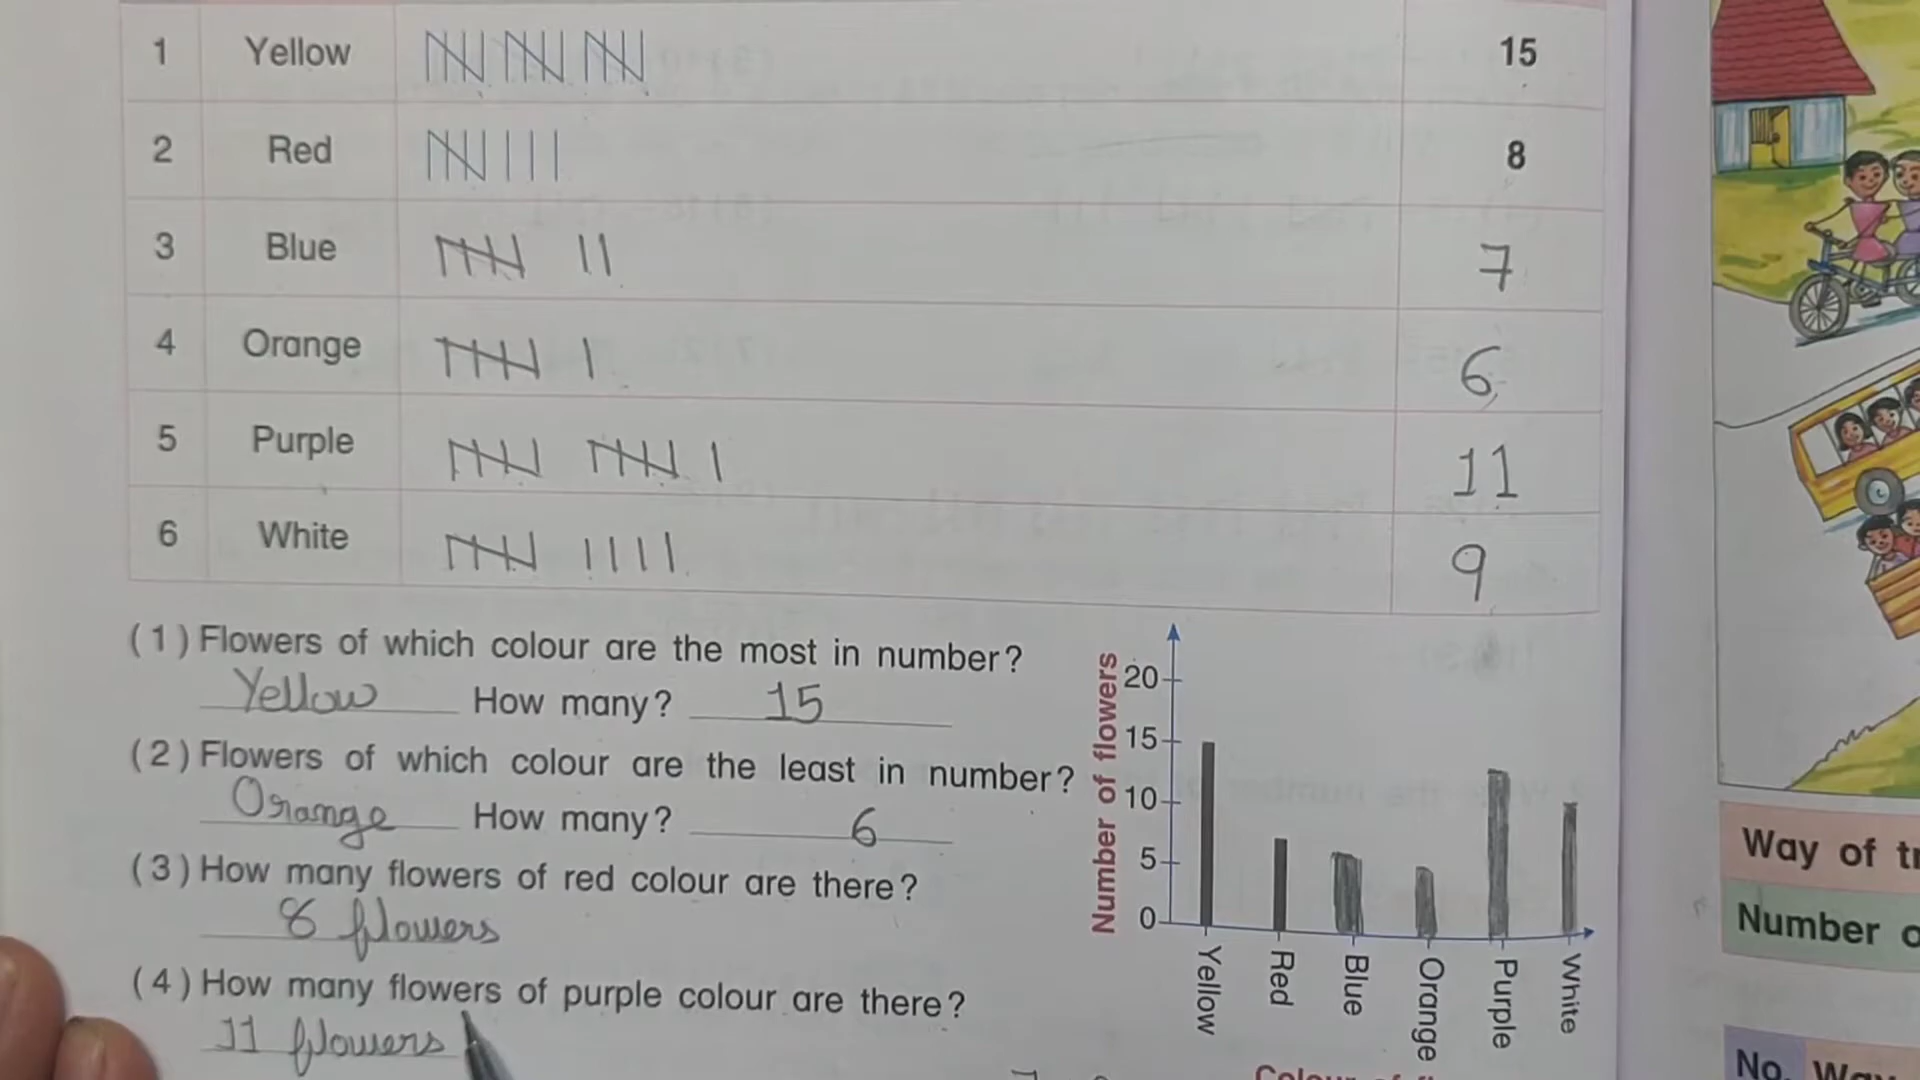 1 Yellow 15
2 Red 8
3 Blue 7
4 Orange 6
5 Purple 11
6 White 9
(1) Flowers of which colour are the most in number?
Yellow How many? 15
(2) Flowers of which colour are the least in number?
Orange How many? 6
(3) How many flowers of red colour are there?
8 flowers
(4) How many flowers of purple colour are there?
11 flowers
Number of flowers
20
15
10
5
0
Yellow
Red
Blue
Orange
Purple
White
Way of
Number
No.